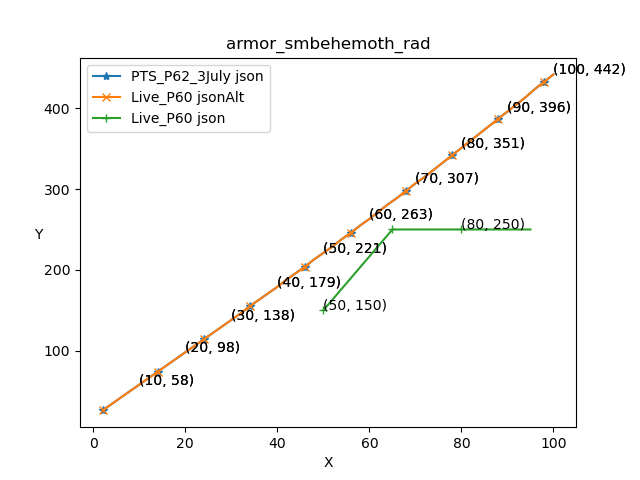 armor_smbehemoth_rad
PTS_P62_3July json
Live_P60 jsonAlt
Live_P60 json
(100, 442)
(90, 396)
(80, 351)
(70, 307)
(60, 263)
(80, 250)
(50, 221)
(40, 179)
(50, 150)
(30, 138)
(20, 98)
(10, 58)
400
300
200
100
Y
0 20 40 60 80 100
X